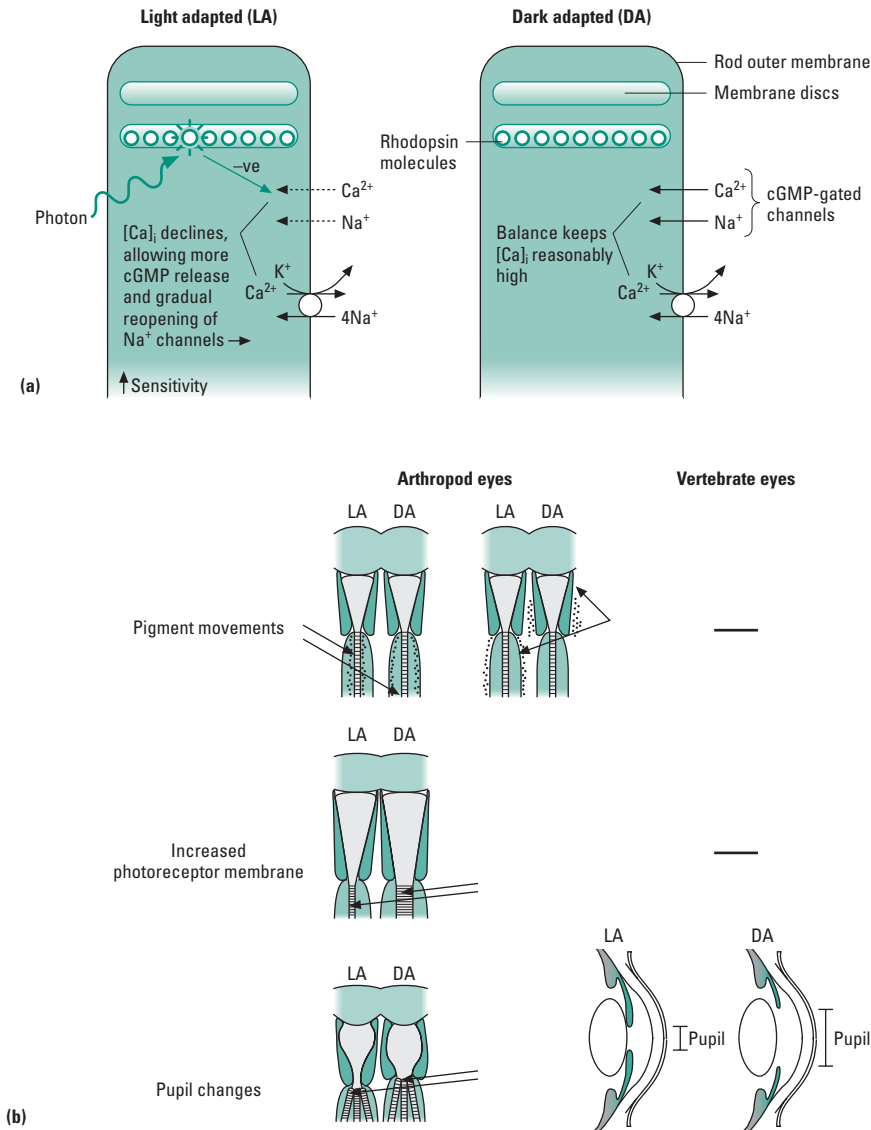 Light adapted (LA)
Dark adapted (DA)
Rod outer membrane
Membrane discs
Rhodopsin
molecules
–ve
Photon
Ca²⁺
Na⁺
[Ca]ᵢ declines,
allowing more
cGMP release
and gradual
reopening of
Na⁺ channels
K⁺
Ca²⁺
4Na⁺
Sensitivity
Ca²⁺
Na⁺
cGMP-gated
channels
Balance keeps
[Ca]ᵢ reasonably
high
K⁺
Ca²⁺
4Na⁺
(a)
Arthropod eyes
Vertebrate eyes
LA DA
LA DA
Pigment movements
LA DA
Increased
photoreceptor membrane
LA DA
Pupil changes
LA
DA
Pupil
Pupil
(b)